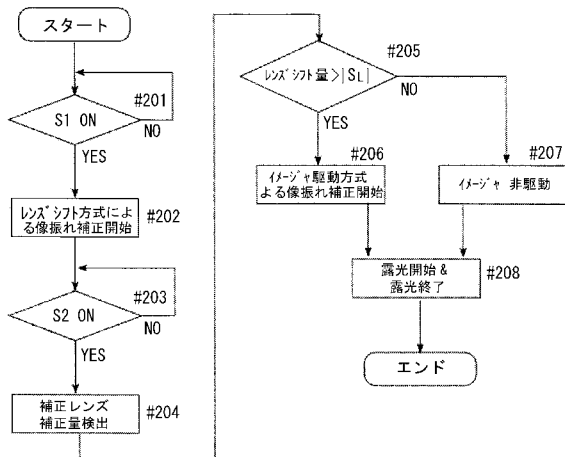 スタート
#201
S1 ON
NO
YES
レンズシフト方式によ
る像振れ補正開始
#202
#203
S2 ON
NO
YES
補正レンズ
補正量検出
#204
#205
レンズシフト量>|SL|
NO
YES
#206
イメージャ駆動方式
よる像振れ補正開始
#207
イメージャ 非駆動
露光開始&
露光終了
#208
エンド